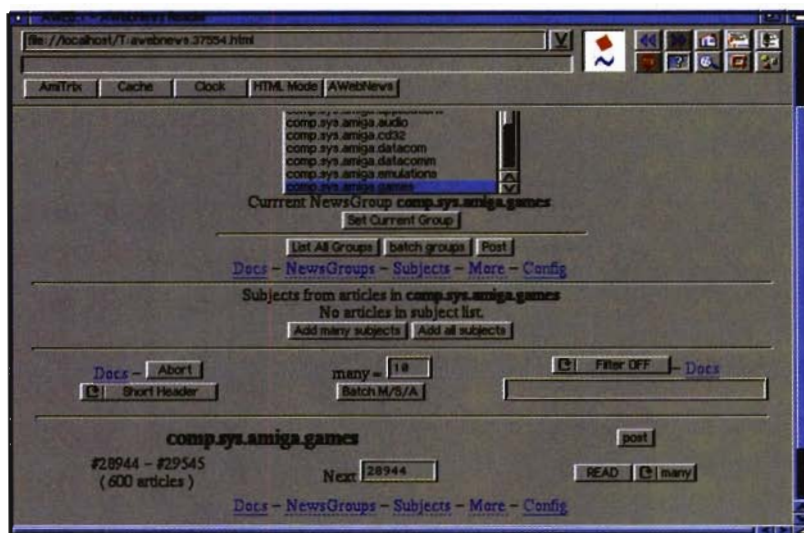 file://localhost/T:awebnews.37554.html
AmiTrix Cache Clock HTML Mode AWebNews
comp.sys.amiga.applications
comp.sys.amiga.audio
comp.sys.amiga.cd32
comp.sys.amiga.datacom
comp.sys.amiga.datacomm
comp.sys.amiga.emulations
comp.sys.amiga.games
Currrent NewsGroup comp.sys.amiga.games
Set Current Group
List All Groups batch groups Post
Docs - NewsGroups - Subjects - More - Config
Subjects from articles in comp.sys.amiga.games
No articles in subject list.
Add many subjects Add all subjects
Docs - Abort many = 10 Filter OFF - Docs
Short Header Batch M/S/A
comp.sys.amiga.games post
#28944 - #29545 Next 28944 READ many
( 600 articles )
Docs - NewsGroups - Subjects - More - Config